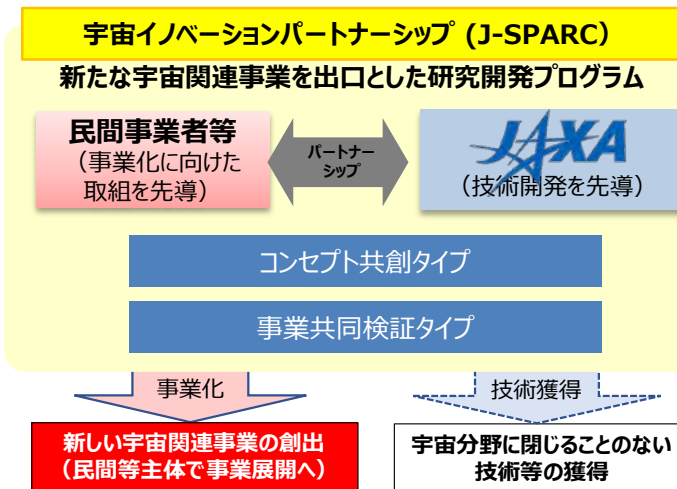 宇宙イノベーションパートナーシップ (J-SPARC）
新たな宇宙関連事業を出口とした研究開発プログラム
民間事業者等
（事業化に向けた
取組を先導）
パートナー
シップ
JAXA
（技術開発を先導）
コンセプト共創タイプ
事業共同検証タイプ
事業化
技術獲得
新しい宇宙関連事業の創出
（民間等主体で事業展開へ）
宇宙分野に閉じることのない
技術等の獲得